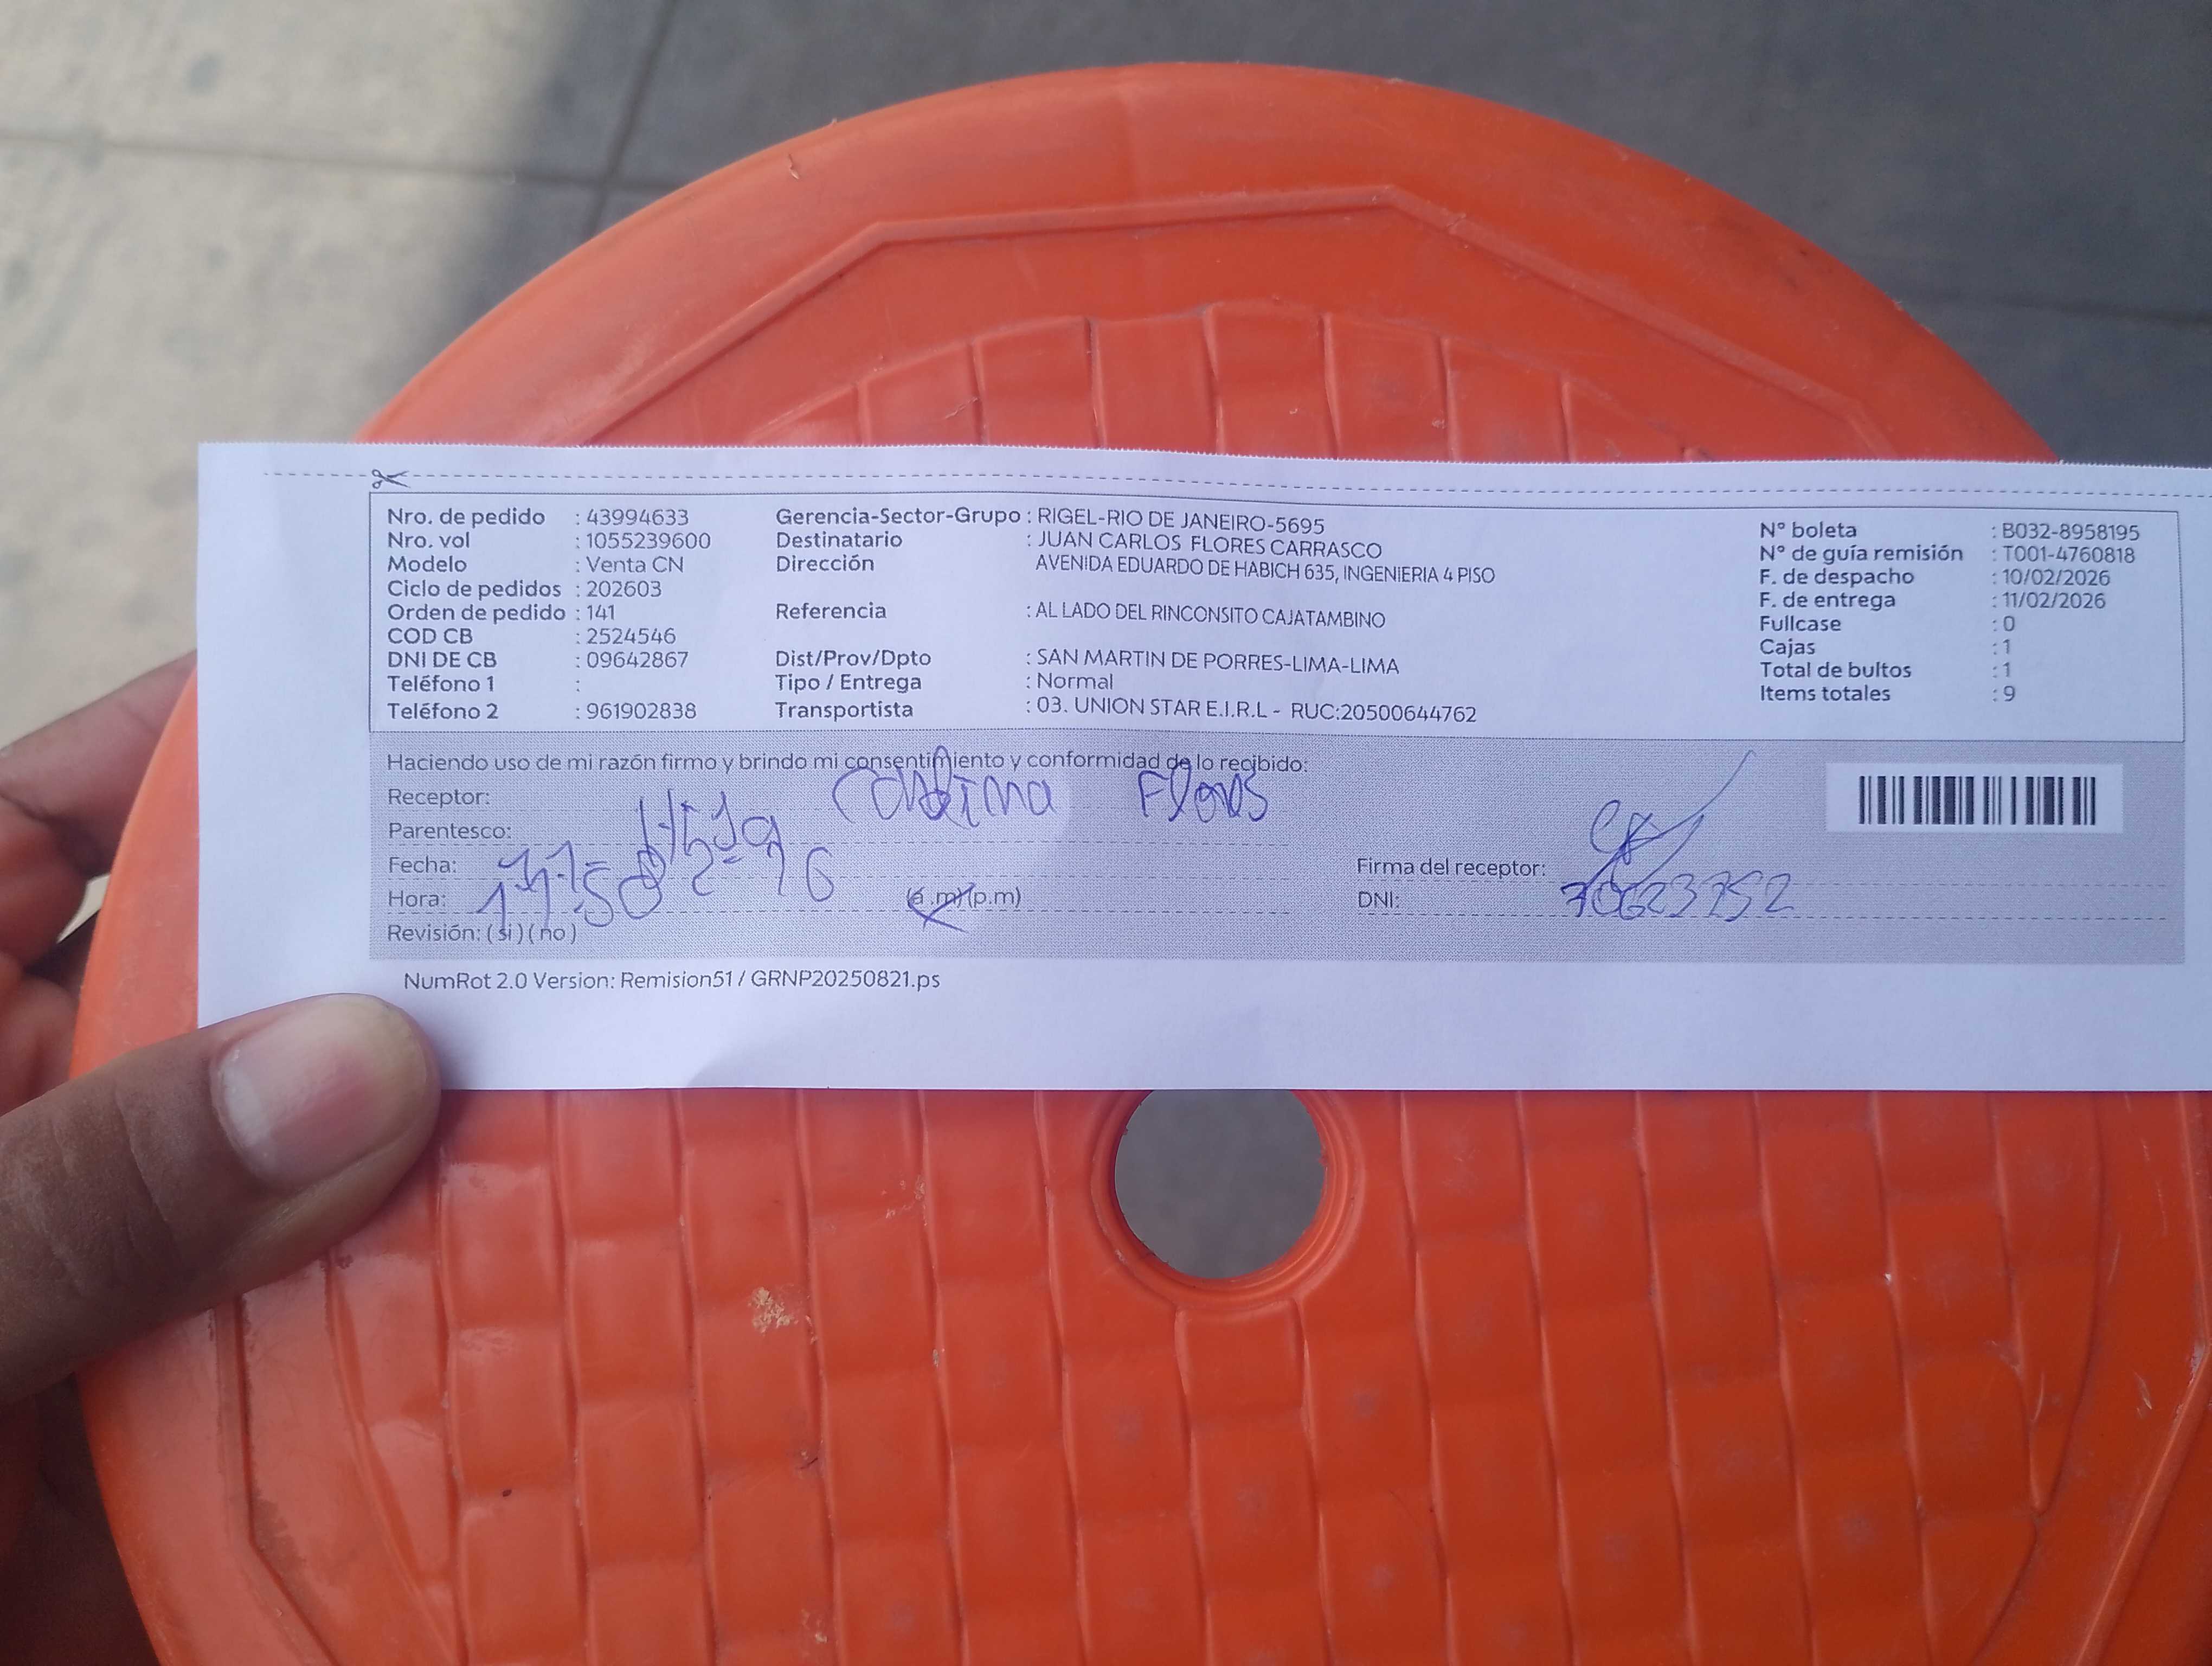 Nro. de pedido : 43994633
Nro. vol : 1055239600
Modelo : Venta CN
Ciclo de pedidos : 202603
Orden de pedido : 141
COD CB : 2524546
DNI DE CB : 09642867
Teléfono 1 :
Teléfono 2 : 961902838
Gerencia-Sector-Grupo : RIGEL-RIO DE JANEIRO-5695
Destinatario : JUAN CARLOS FLORES CARRASCO
Dirección AVENIDA EDUARDO DE HABICH 635, INGENIERIA 4 PISO
Referencia : AL LADO DEL RINCONSITO CAJATAMBINO
Dist/Prov/Dpto : SAN MARTIN DE PORRES-LIMA-LIMA
Tipo / Entrega : Normal
Transportista : 03. UNION STAR E.I.R.L - RUC:20500644762
N° boleta : B032-8958195
N° de guía remisión : T001-4760818
F. de despacho : 10/02/2026
F. de entrega : 11/02/2026
Fullcase : 0
Cajas : 1
Total de bultos : 1
Items totales : 9
Haciendo uso de mi razón firmo y brindo mi consentimiento y conformidad de lo recibido:
Receptor: Flores
Parentesco: Hija
Fecha:
Hora: 11:50 (a.m)(p.m)
Revisión: ( si ) ( no )
Firma del receptor:
DNI: 70623752
NumRot 2.0 Version: Remision51 / GRNP20250821.ps